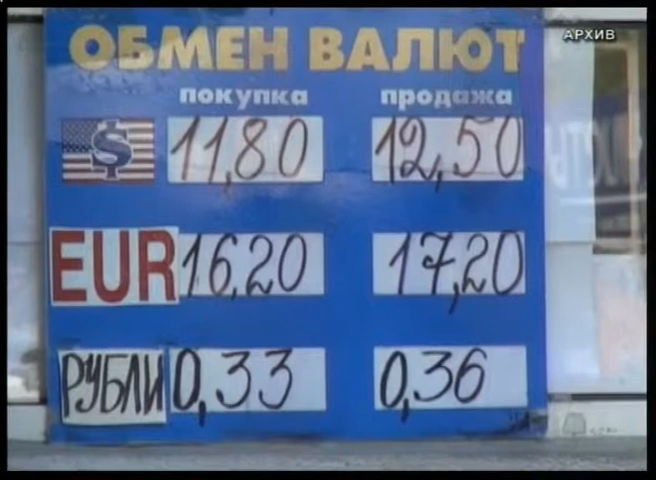 АРХИВ
ОБМЕН ВАЛЮТ
покупка продажа
$ 11,80 12,50
EUR 16,20 17,20
РУБЛИ 0,33 0,36